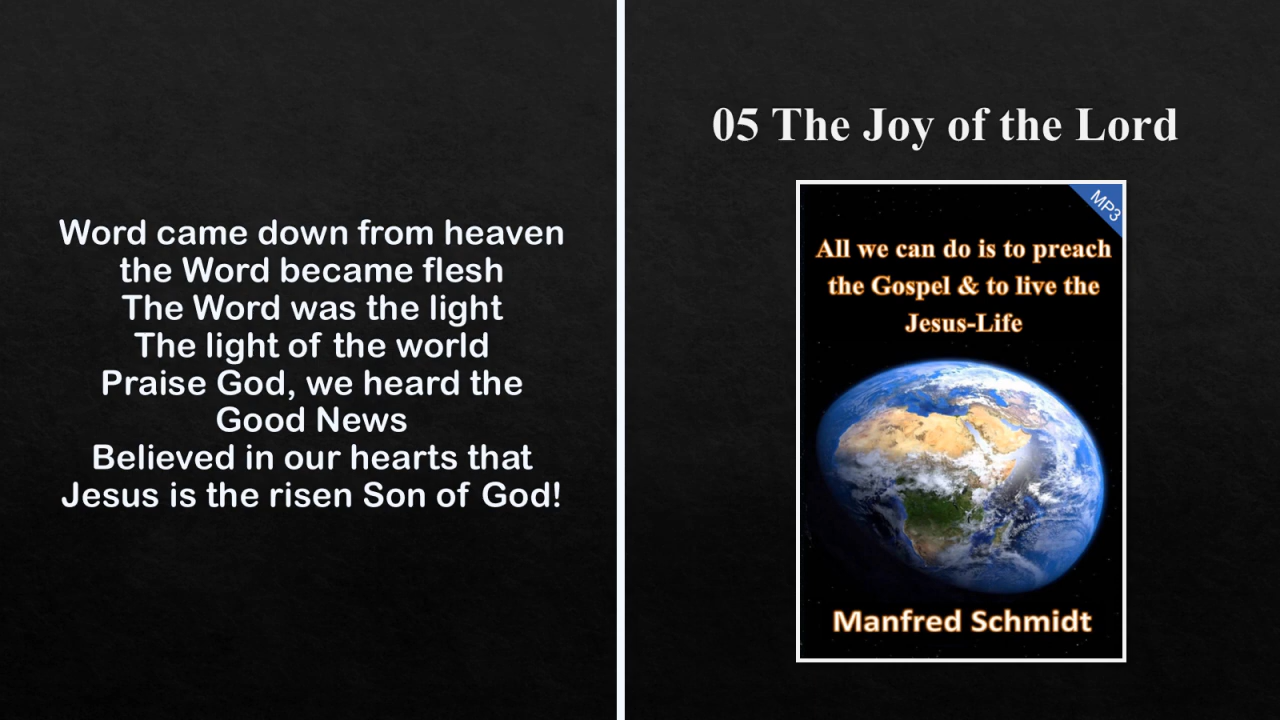 Word came down from heaven
the Word became flesh
The Word was the light
The light of the world
Praise God, we heard the
Good News
Believed in our hearts that
Jesus is the risen Son of God!
05 The Joy of the Lord
MP3
All we can do is to preach
the Gospel & to live the
Jesus-Life
Manfred Schmidt